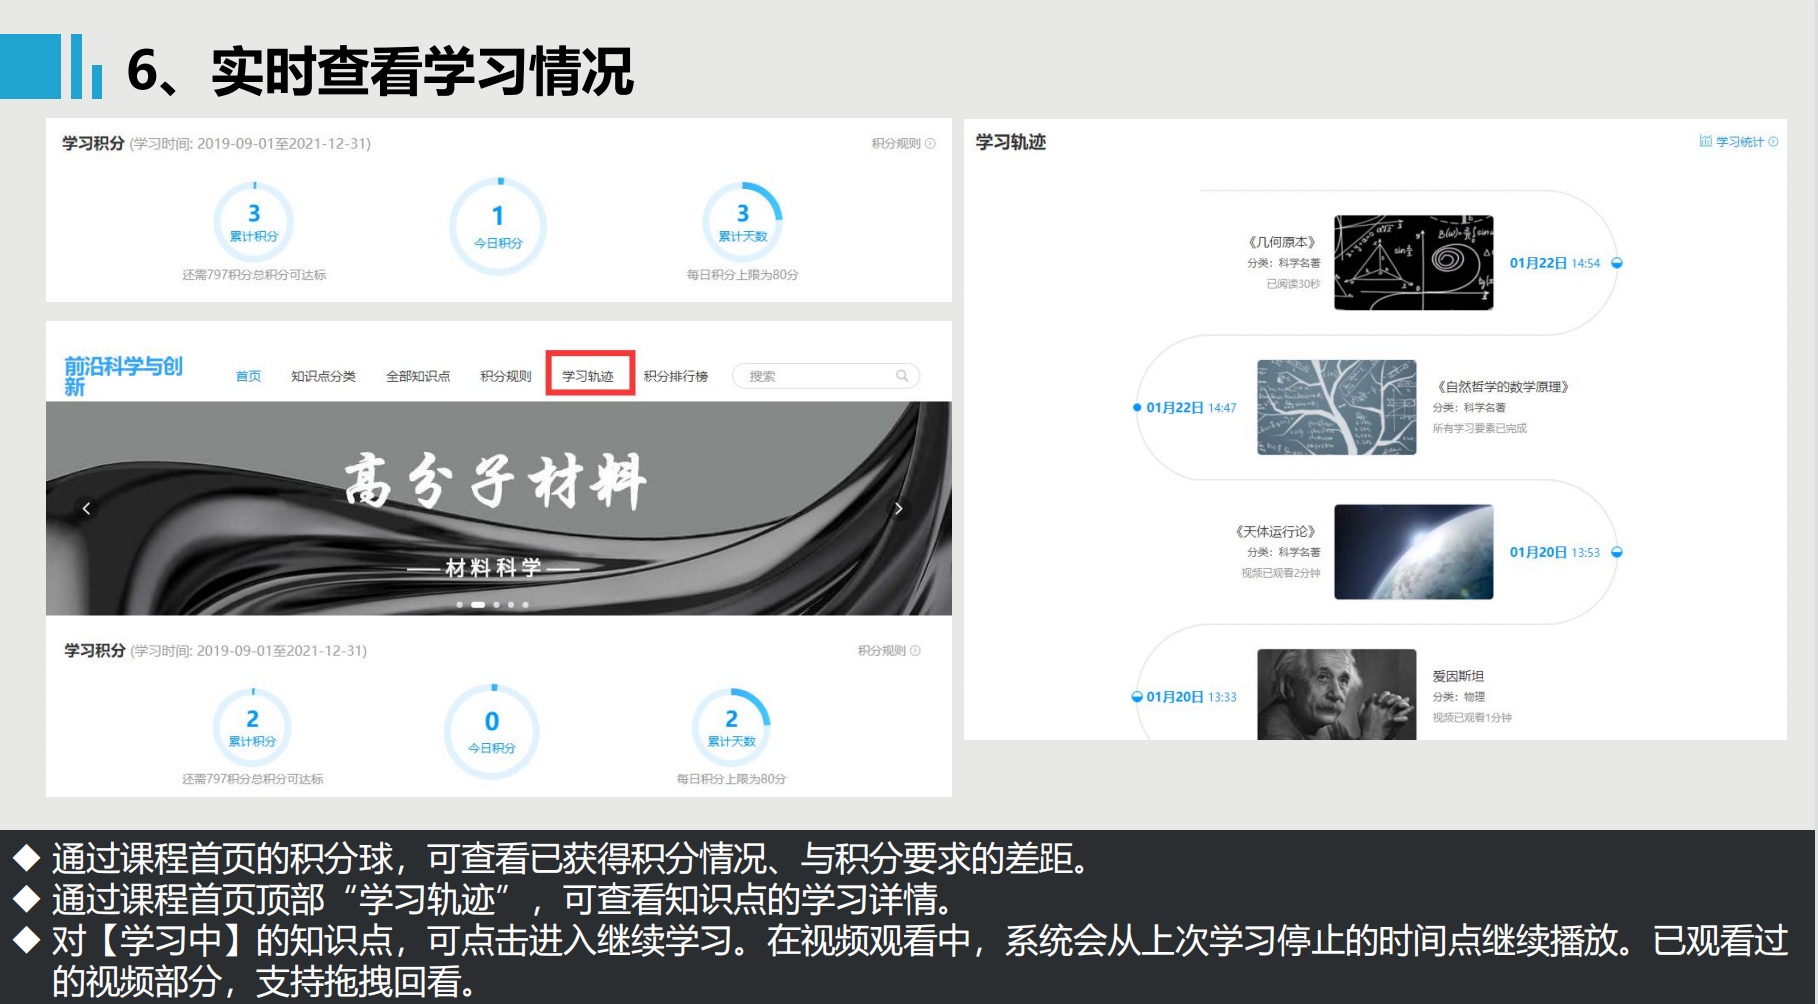 6、实时查看学习情况
学习积分 (学习时间: 2019-09-01至2021-12-31)
积分规则
3
累计积分
还需797积分总积分可达标
1
今日积分
3
累计天数
每日积分上限为80分
前沿科学与创
新
首页 知识点分类 全部知识点 积分规则 学习轨迹 积分排行榜 搜索
高分子材料
材料科学
学习积分 (学习时间: 2019-09-01至2021-12-31)
积分规则
2
累计积分
还需797积分总积分可达标
0
今日积分
2
累计天数
每日积分上限为80分
学习轨迹
学习统计
《几何原本》
分类：科学名著
已阅读30秒
01月22日 14:54
01月22日 14:47
《自然哲学的数学原理》
分类：科学名著
所有学习要素已完成
《天体运行论》
分类：科学名著
视频已观看2分钟
01月20日 13:53
01月20日 13:33
爱因斯坦
分类：物理
视频已观看1分钟
◆ 通过课程首页的积分球，可查看已获得积分情况、与积分要求的差距。
◆ 通过课程首页顶部“学习轨迹”，可查看知识点的学习详情。
◆ 对【学习中】的知识点，可点击进入继续学习。在视频观看中，系统会从上次学习停止的时间点继续播放。已观看过
的视频部分，支持拖拽回看。